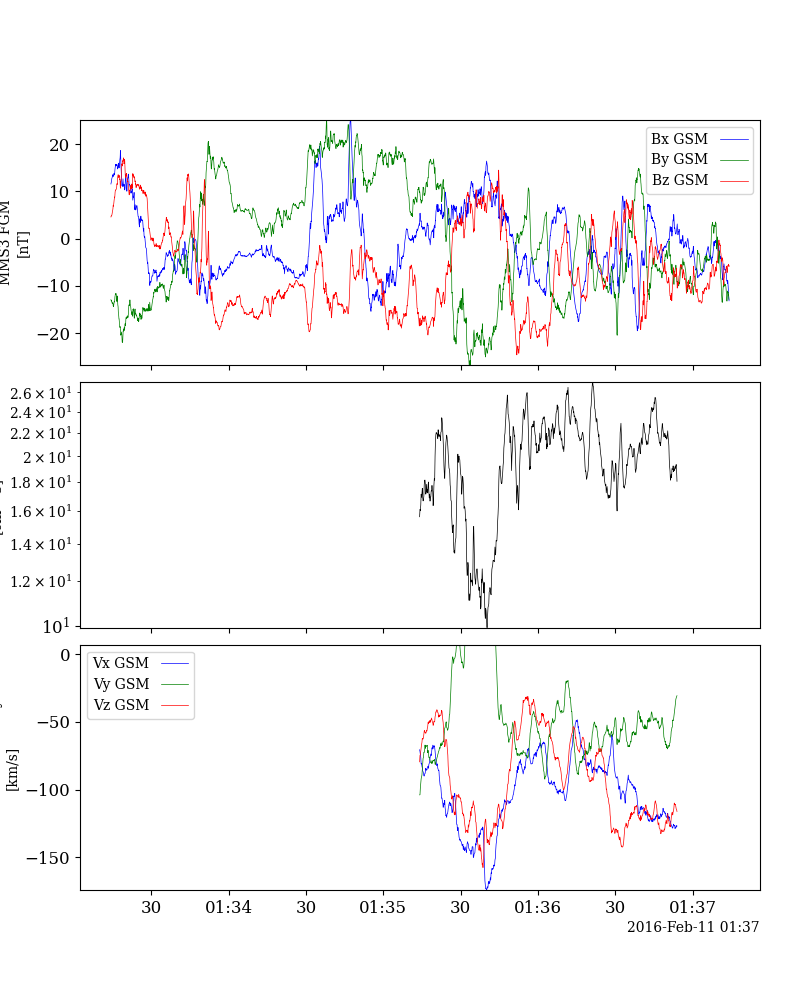 20
10
0
−10
−20
MMS3 FGM
[nT]
Bx GSM
By GSM
Bz GSM
2.6 × 10¹
2.4 × 10¹
2.2 × 10¹
2 × 10¹
1.8 × 10¹
1.6 × 10¹
1.4 × 10¹
1.2 × 10¹
10¹
0
−50
−100
−150
[km/s]
Vx GSM
Vy GSM
Vz GSM
30 01:34 30 01:35 30 01:36 30 01:37
2016-Feb-11 01:37